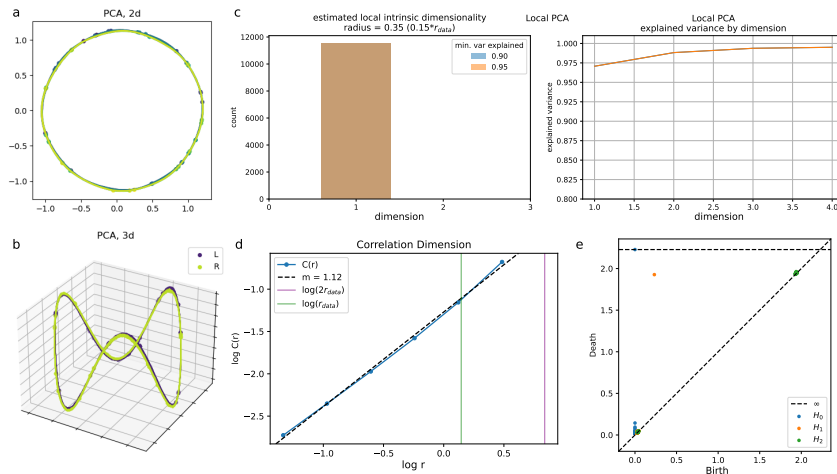 a
PCA, 2d
1.0
0.5
0.0
−0.5
−1.0
−1.0
−0.5
0.0
0.5
1.0
b
PCA, 3d
L
R
c
Local PCA
estimated local intrinsic dimensionality
radius = 0.35 (0.15*r_data)
min. var explained
0.90
0.95
count
12000
10000
8000
6000
4000
2000
0
0
1
2
3
dimension
Local PCA
explained variance by dimension
explained variance
1.000
0.975
0.950
0.925
0.900
0.875
0.850
0.825
0.800
1.0
1.5
2.0
2.5
3.0
3.5
4.0
dimension
d
Correlation Dimension
C(r)
m = 1.12
log(2r_data)
log(r_data)
log C(r)
−1.0
−1.5
−2.0
−2.5
−1.0
−0.5
0.0
0.5
log r
e
Death
2.0
1.5
1.0
0.5
0.0
0.0
0.5
1.0
1.5
2.0
Birth
∞
H₀
H₁
H₂